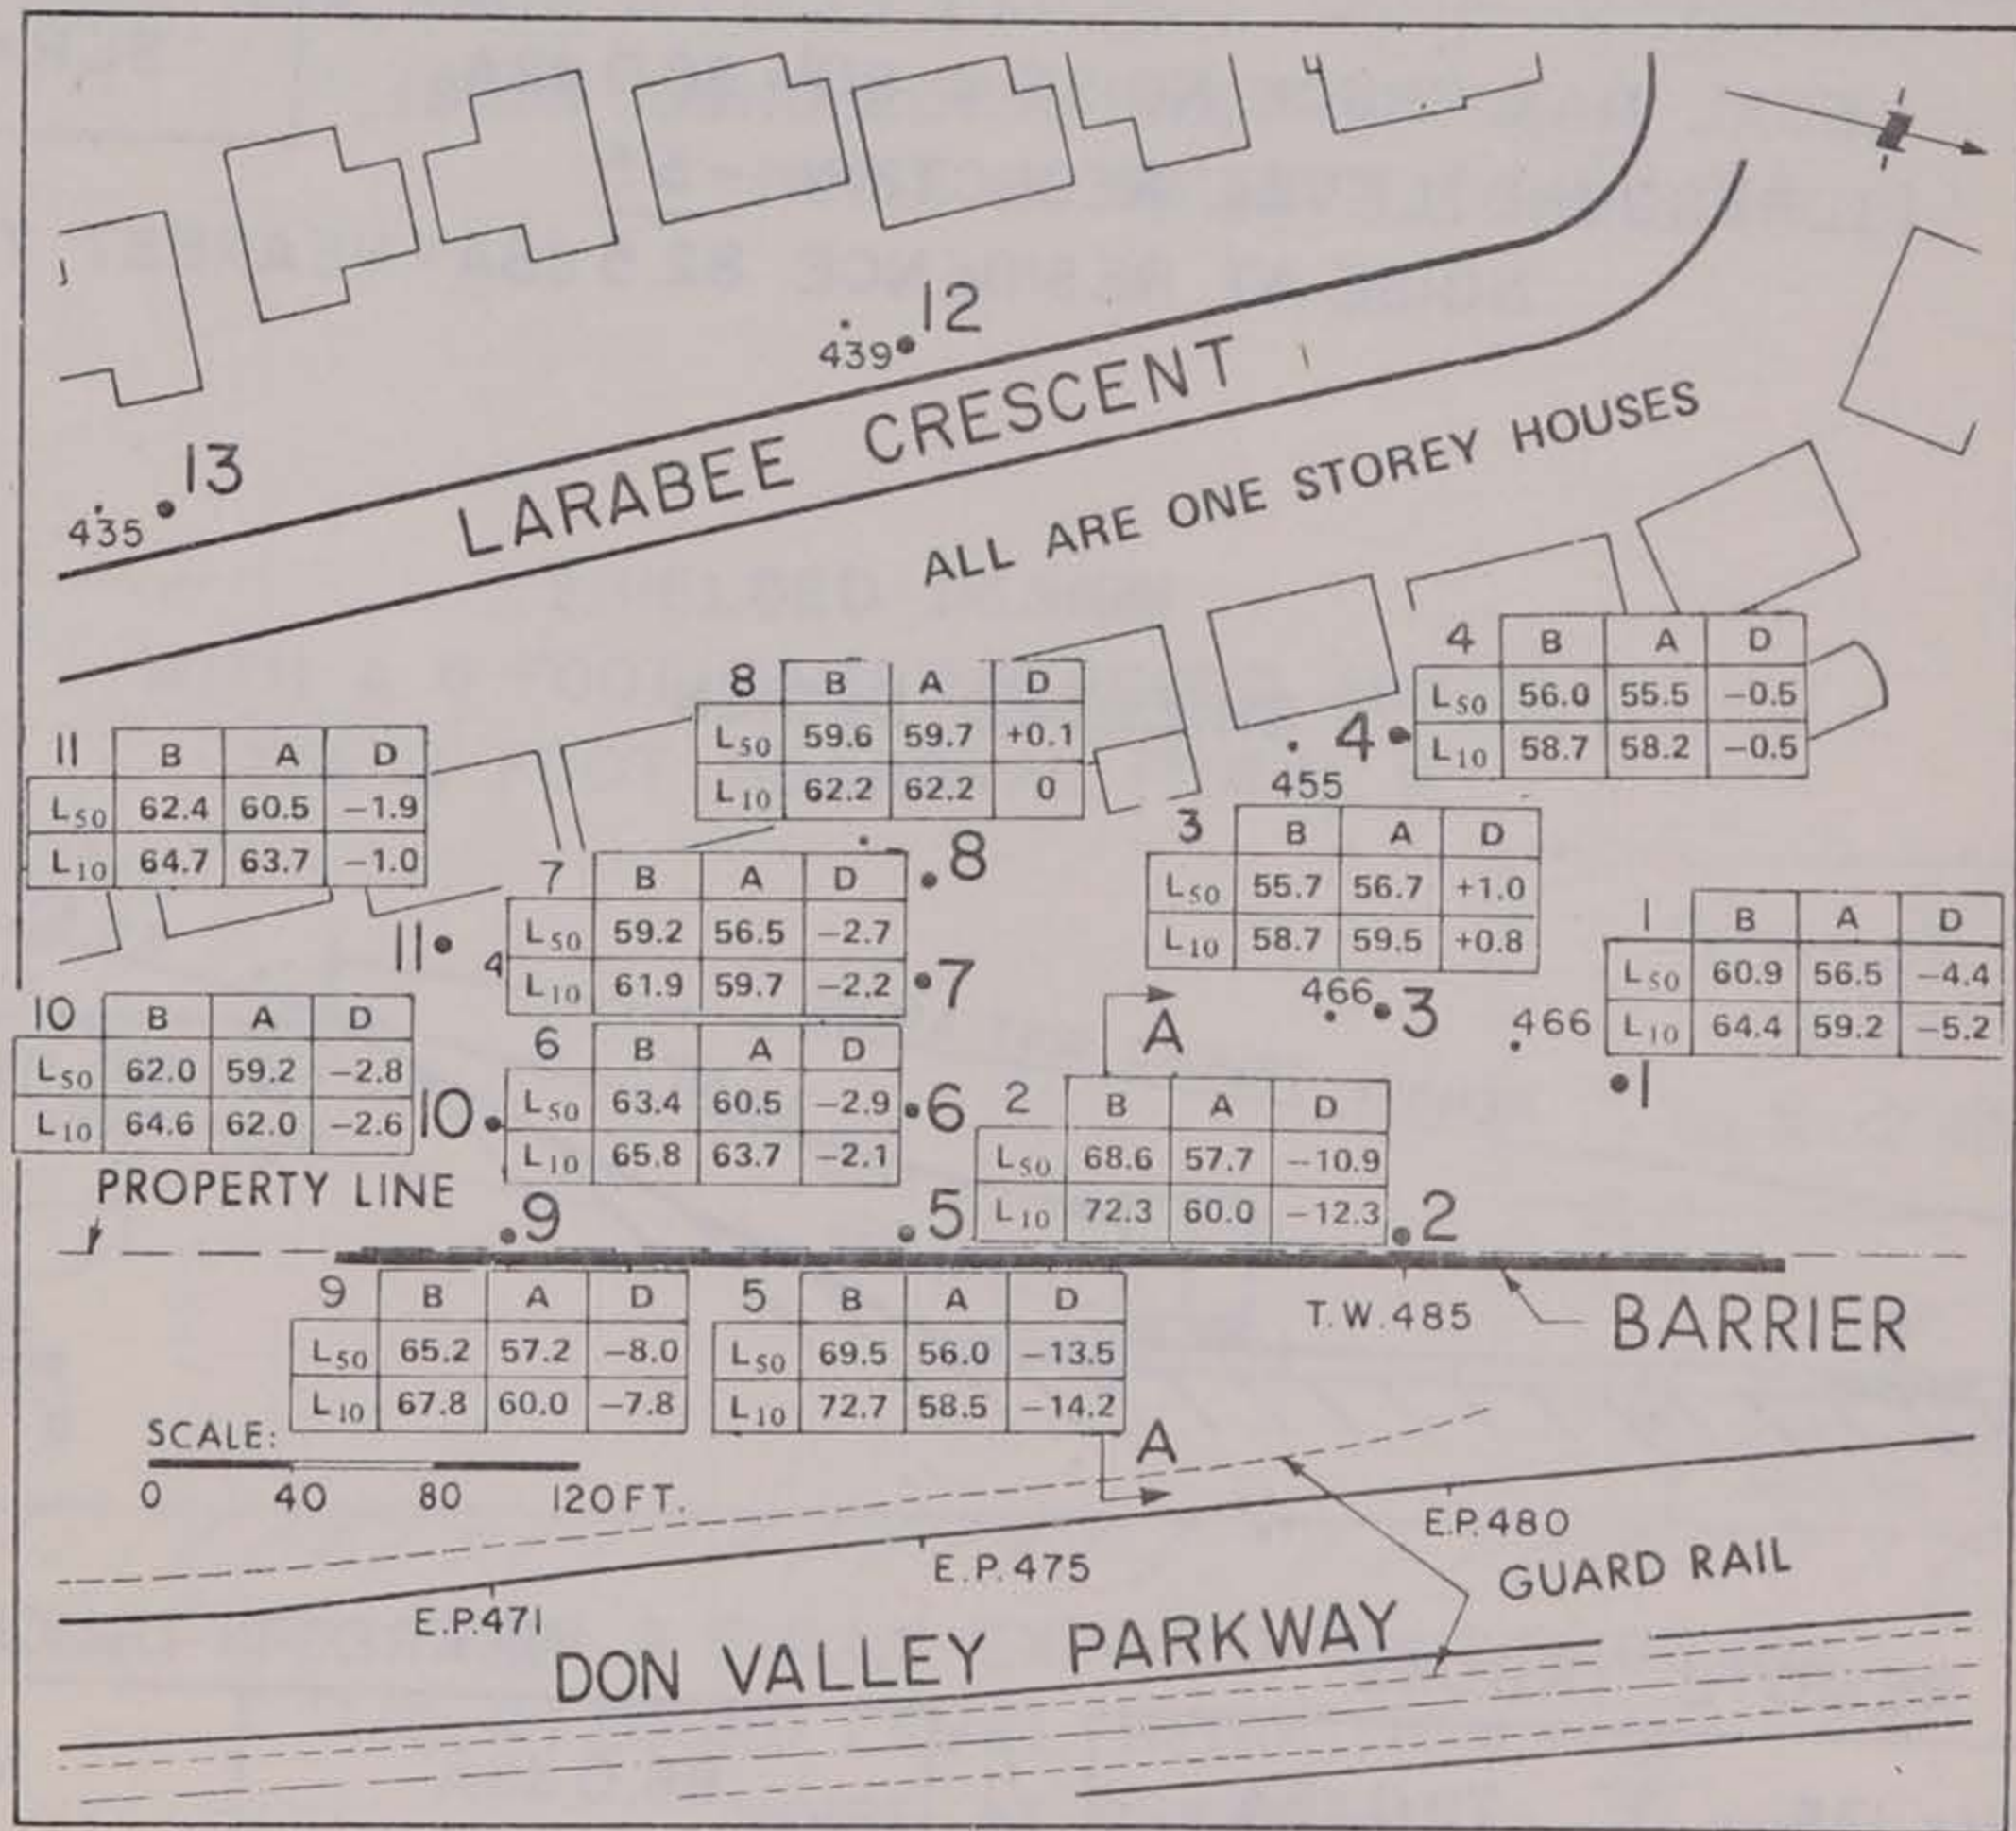 12
439
LARABEE CRESCENT
13
435
ALL ARE ONE STOREY HOUSES
4 B A D
L50 56.0 55.5 −0.5
L10 58.7 58.2 −0.5
8 B A D
L50 59.6 59.7 +0.1
L10 62.2 62.2 0
11 B A D
L50 62.4 60.5 −1.9
L10 64.7 63.7 −1.0
4
455
3 B A D
L50 55.7 56.7 +1.0
L10 58.7 59.5 +0.8
8
7 B A D
L50 59.2 56.5 −2.7
L10 61.9 59.7 −2.2
11
4
7
1 B A D
L50 60.9 56.5 −4.4
L10 64.4 59.2 −5.2
466 3
466
1
A
10 B A D
L50 62.0 59.2 −2.8
L10 64.6 62.0 −2.6
10
6 B A D
L50 63.4 60.5 −2.9
L10 65.8 63.7 −2.1
6
2 B A D
L50 68.6 57.7 −10.9
L10 72.3 60.0 −12.3
PROPERTY LINE
9
5
2
9 B A D
L50 65.2 57.2 −8.0
L10 67.8 60.0 −7.8
5 B A D
L50 69.5 56.0 −13.5
L10 72.7 58.5 −14.2
T.W.485
BARRIER
SCALE:
0 40 80 120FT.
A
E.P.480
E.P.475
E.P.471
GUARD RAIL
DON VALLEY PARKWAY